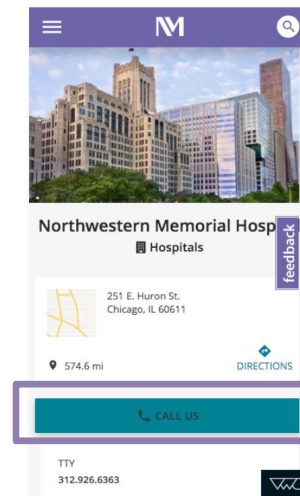 NM
Northwestern Memorial Hosp
feedback
Hospitals
251 E. Huron St.
Chicago, IL 60611
574.6 mi
DIRECTIONS
CALL US
TTY
312.926.6363